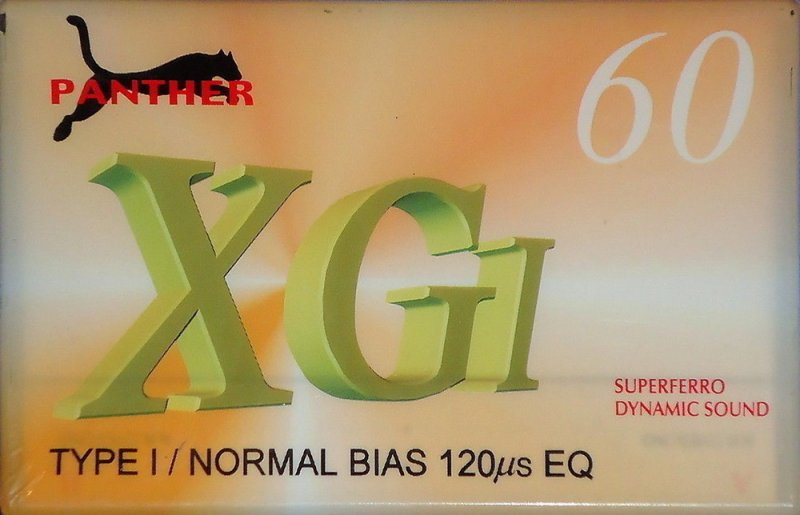 PANTHER
60
XGI
SUPERFERRO
DYNAMIC SOUND
TYPE I / NORMAL BIAS 120µs EQ